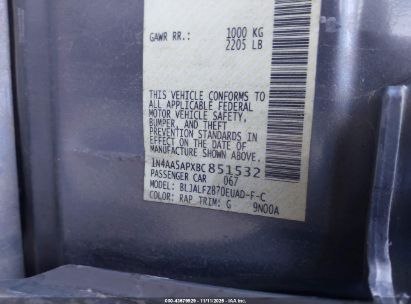 GAWR RR.: 1000 KG
2205 LB
THIS VEHICLE CONFORMS TO
ALL APPLICABLE FEDERAL
MOTOR VEHICLE SAFETY,
BUMPER, AND THEFT
PREVENTION STANDARDS IN
EFFECT ON THE DATE OF
MANUFACTURE SHOWN
ABOVE.
1N4AA5APXBC851532
PASSENGER CAR 067
MODEL: BLJALFZ870EUAD-F-C
COLOR: RAP TRIM: G 9N00A